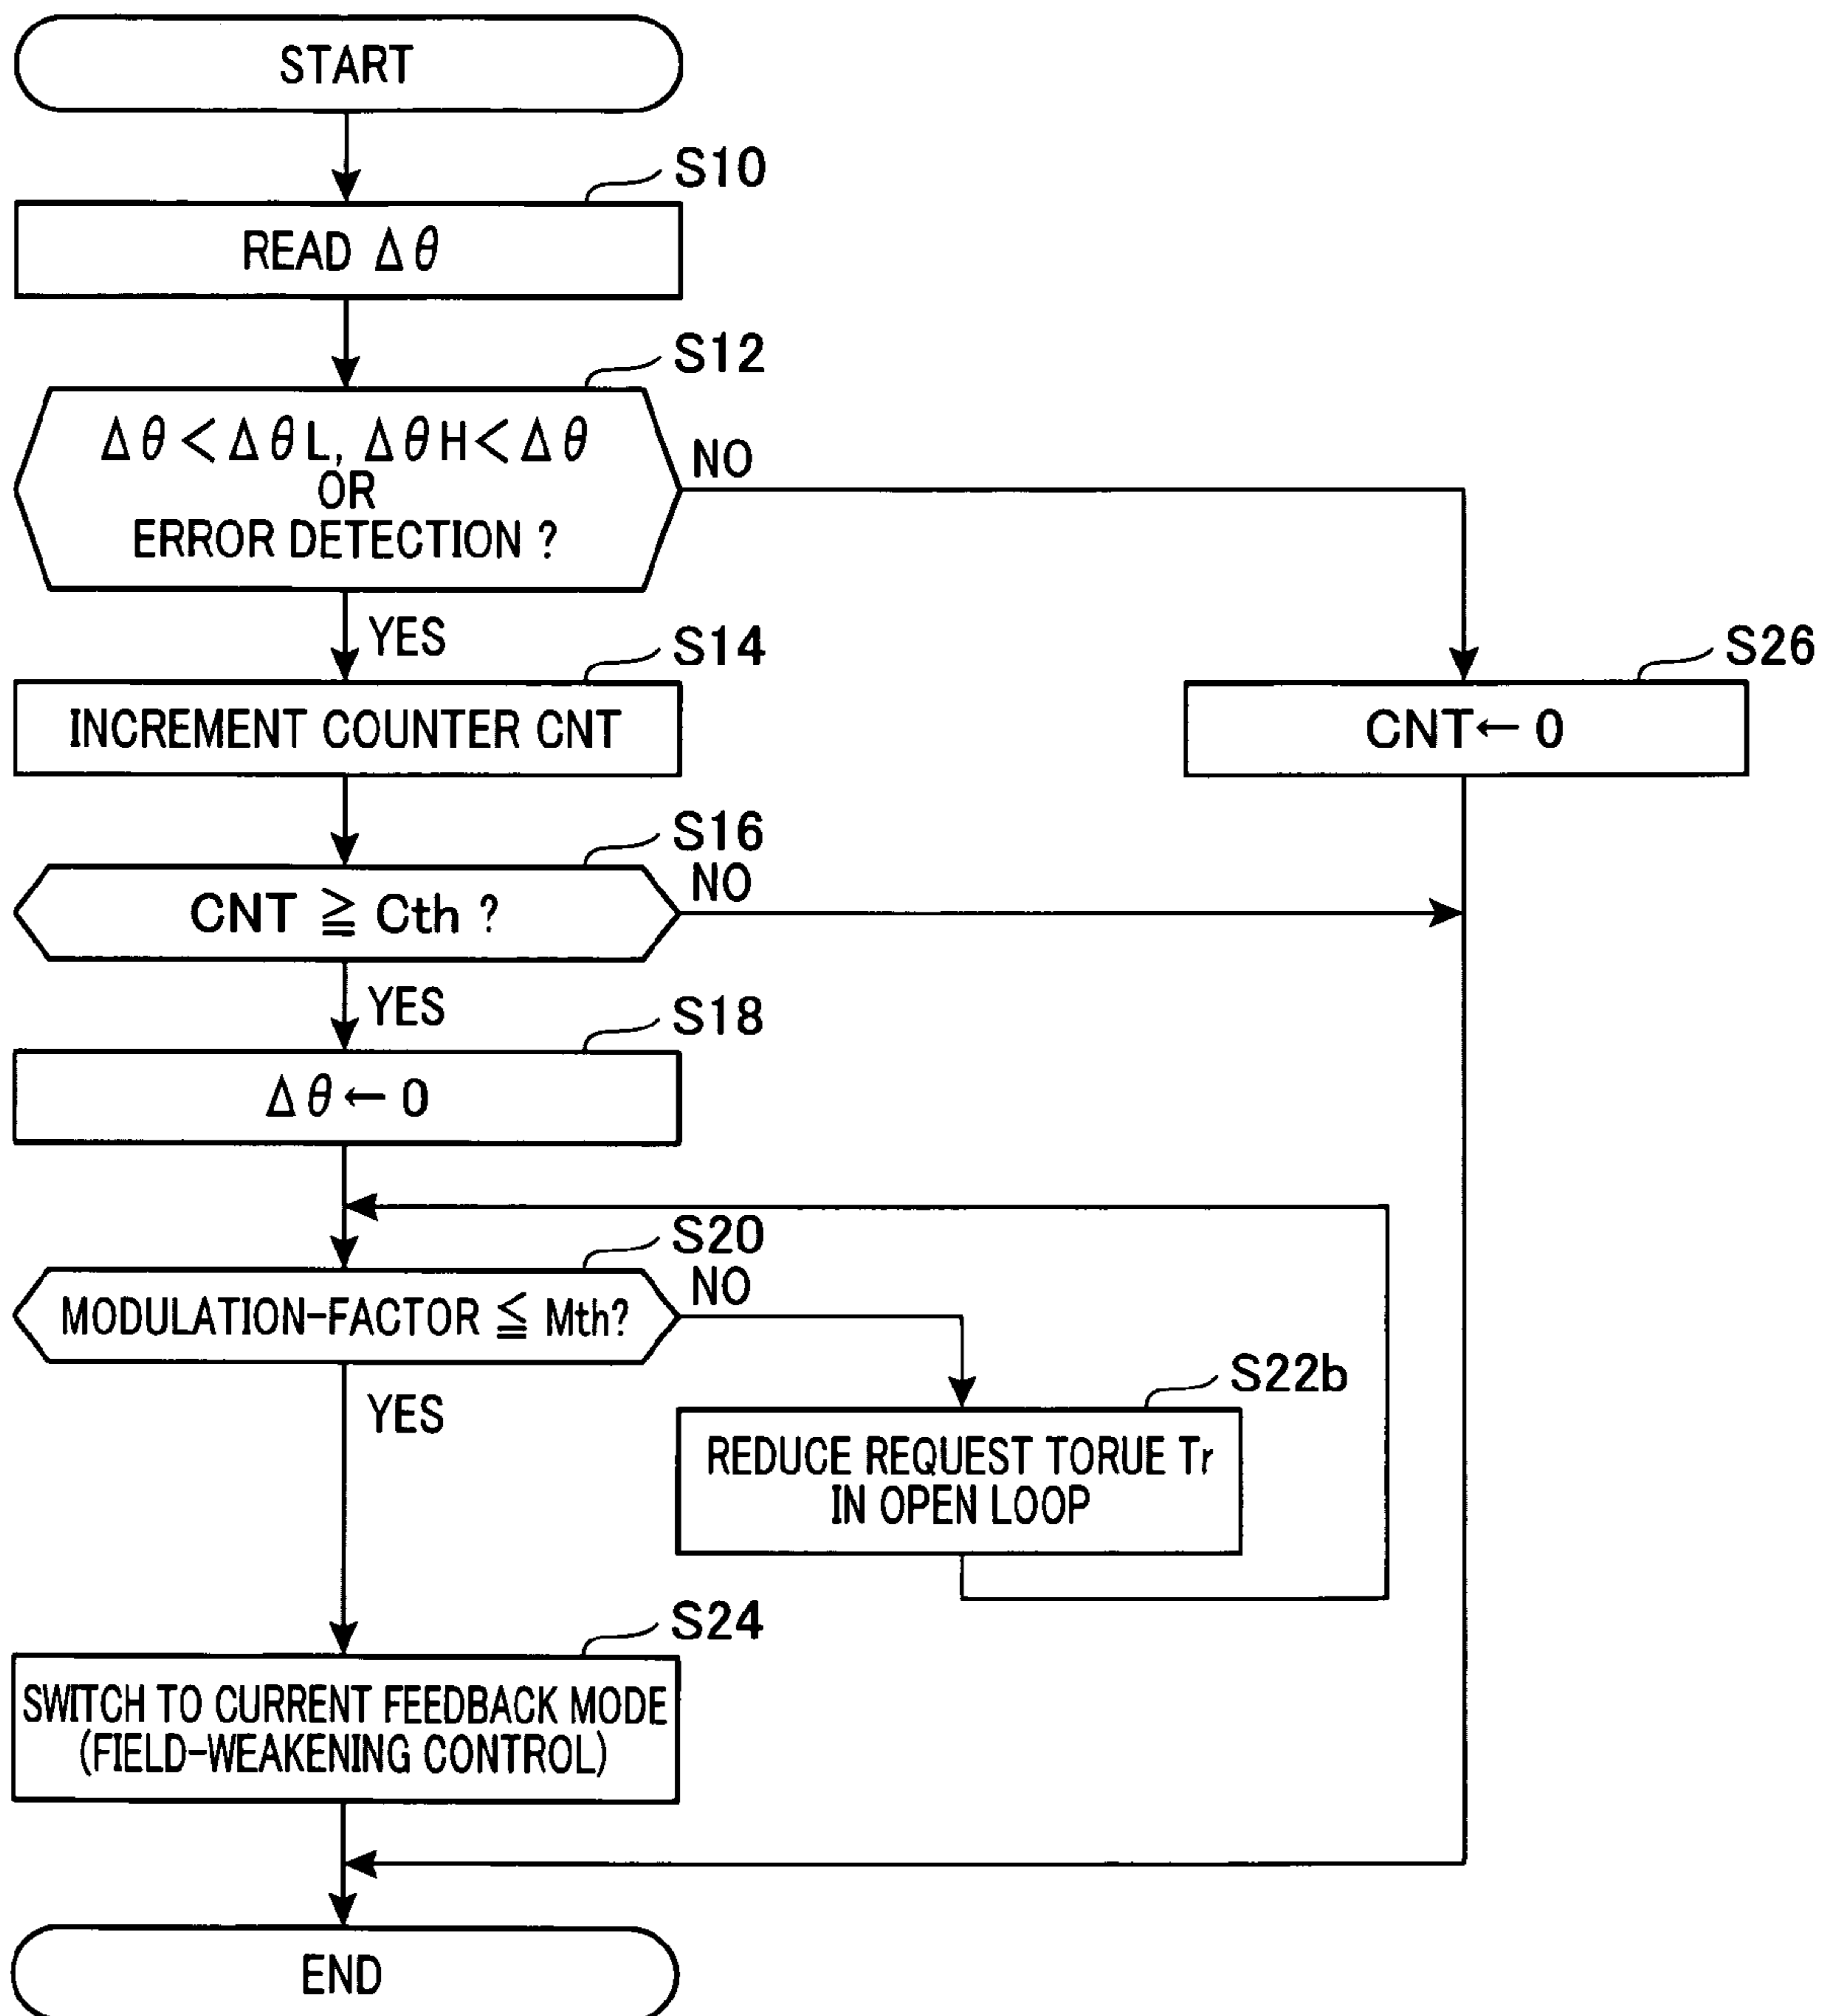 START
S10
READ Δθ
S12
Δθ<ΔθL, ΔθH<Δθ
OR
ERROR DETECTION ?
NO
YES
S14
INCREMENT COUNTER CNT
S26
CNT← 0
S16
CNT ≧ Cth ?
NO
YES
S18
Δθ← 0
S20
MODULATION-FACTOR ≦ Mth?
NO
YES
S22b
REDUCE REQUEST TORUE Tr
IN OPEN LOOP
S24
SWITCH TO CURRENT FEEDBACK MODE
(FIELD-WEAKENING CONTROL)
END